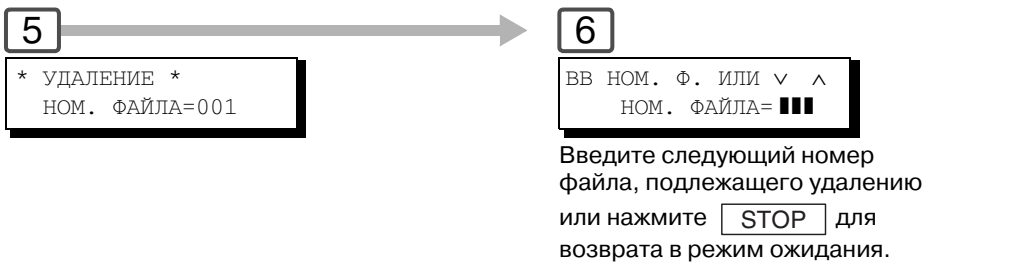 5
* УДАЛЕНИЕ *
НОМ. ФАЙЛА=001
6
ВВ НОМ. Ф. ИЛИ ∨ ∧
НОМ. ФАЙЛА=▮▮▮
Введите следующий номер
файла, подлежащего удалению
или нажмите STOP для
возврата в режим ожидания.